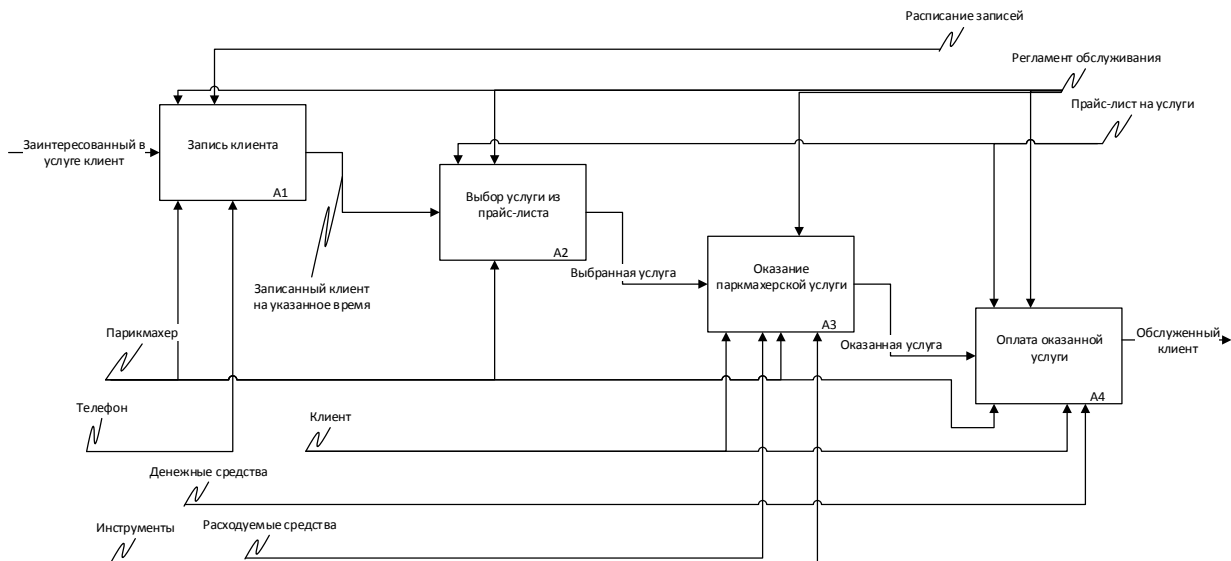 Расписание записей
Регламент обслуживания
Прайс-лист на услуги
Заинтересованный в
услуге клиент
Запись клиента
A1
Выбор услуги из
прайс-листа
A2
Записанный клиент
на указанное время
Выбранная услуга
Оказание
паркмахерской услуги
A3
Оказанная услуга
Оплата оказанной
услуги
A4
Обслуженный
клиент
Парикмахер
Телефон
Клиент
Денежные средства
Инструменты
Расходуемые средства